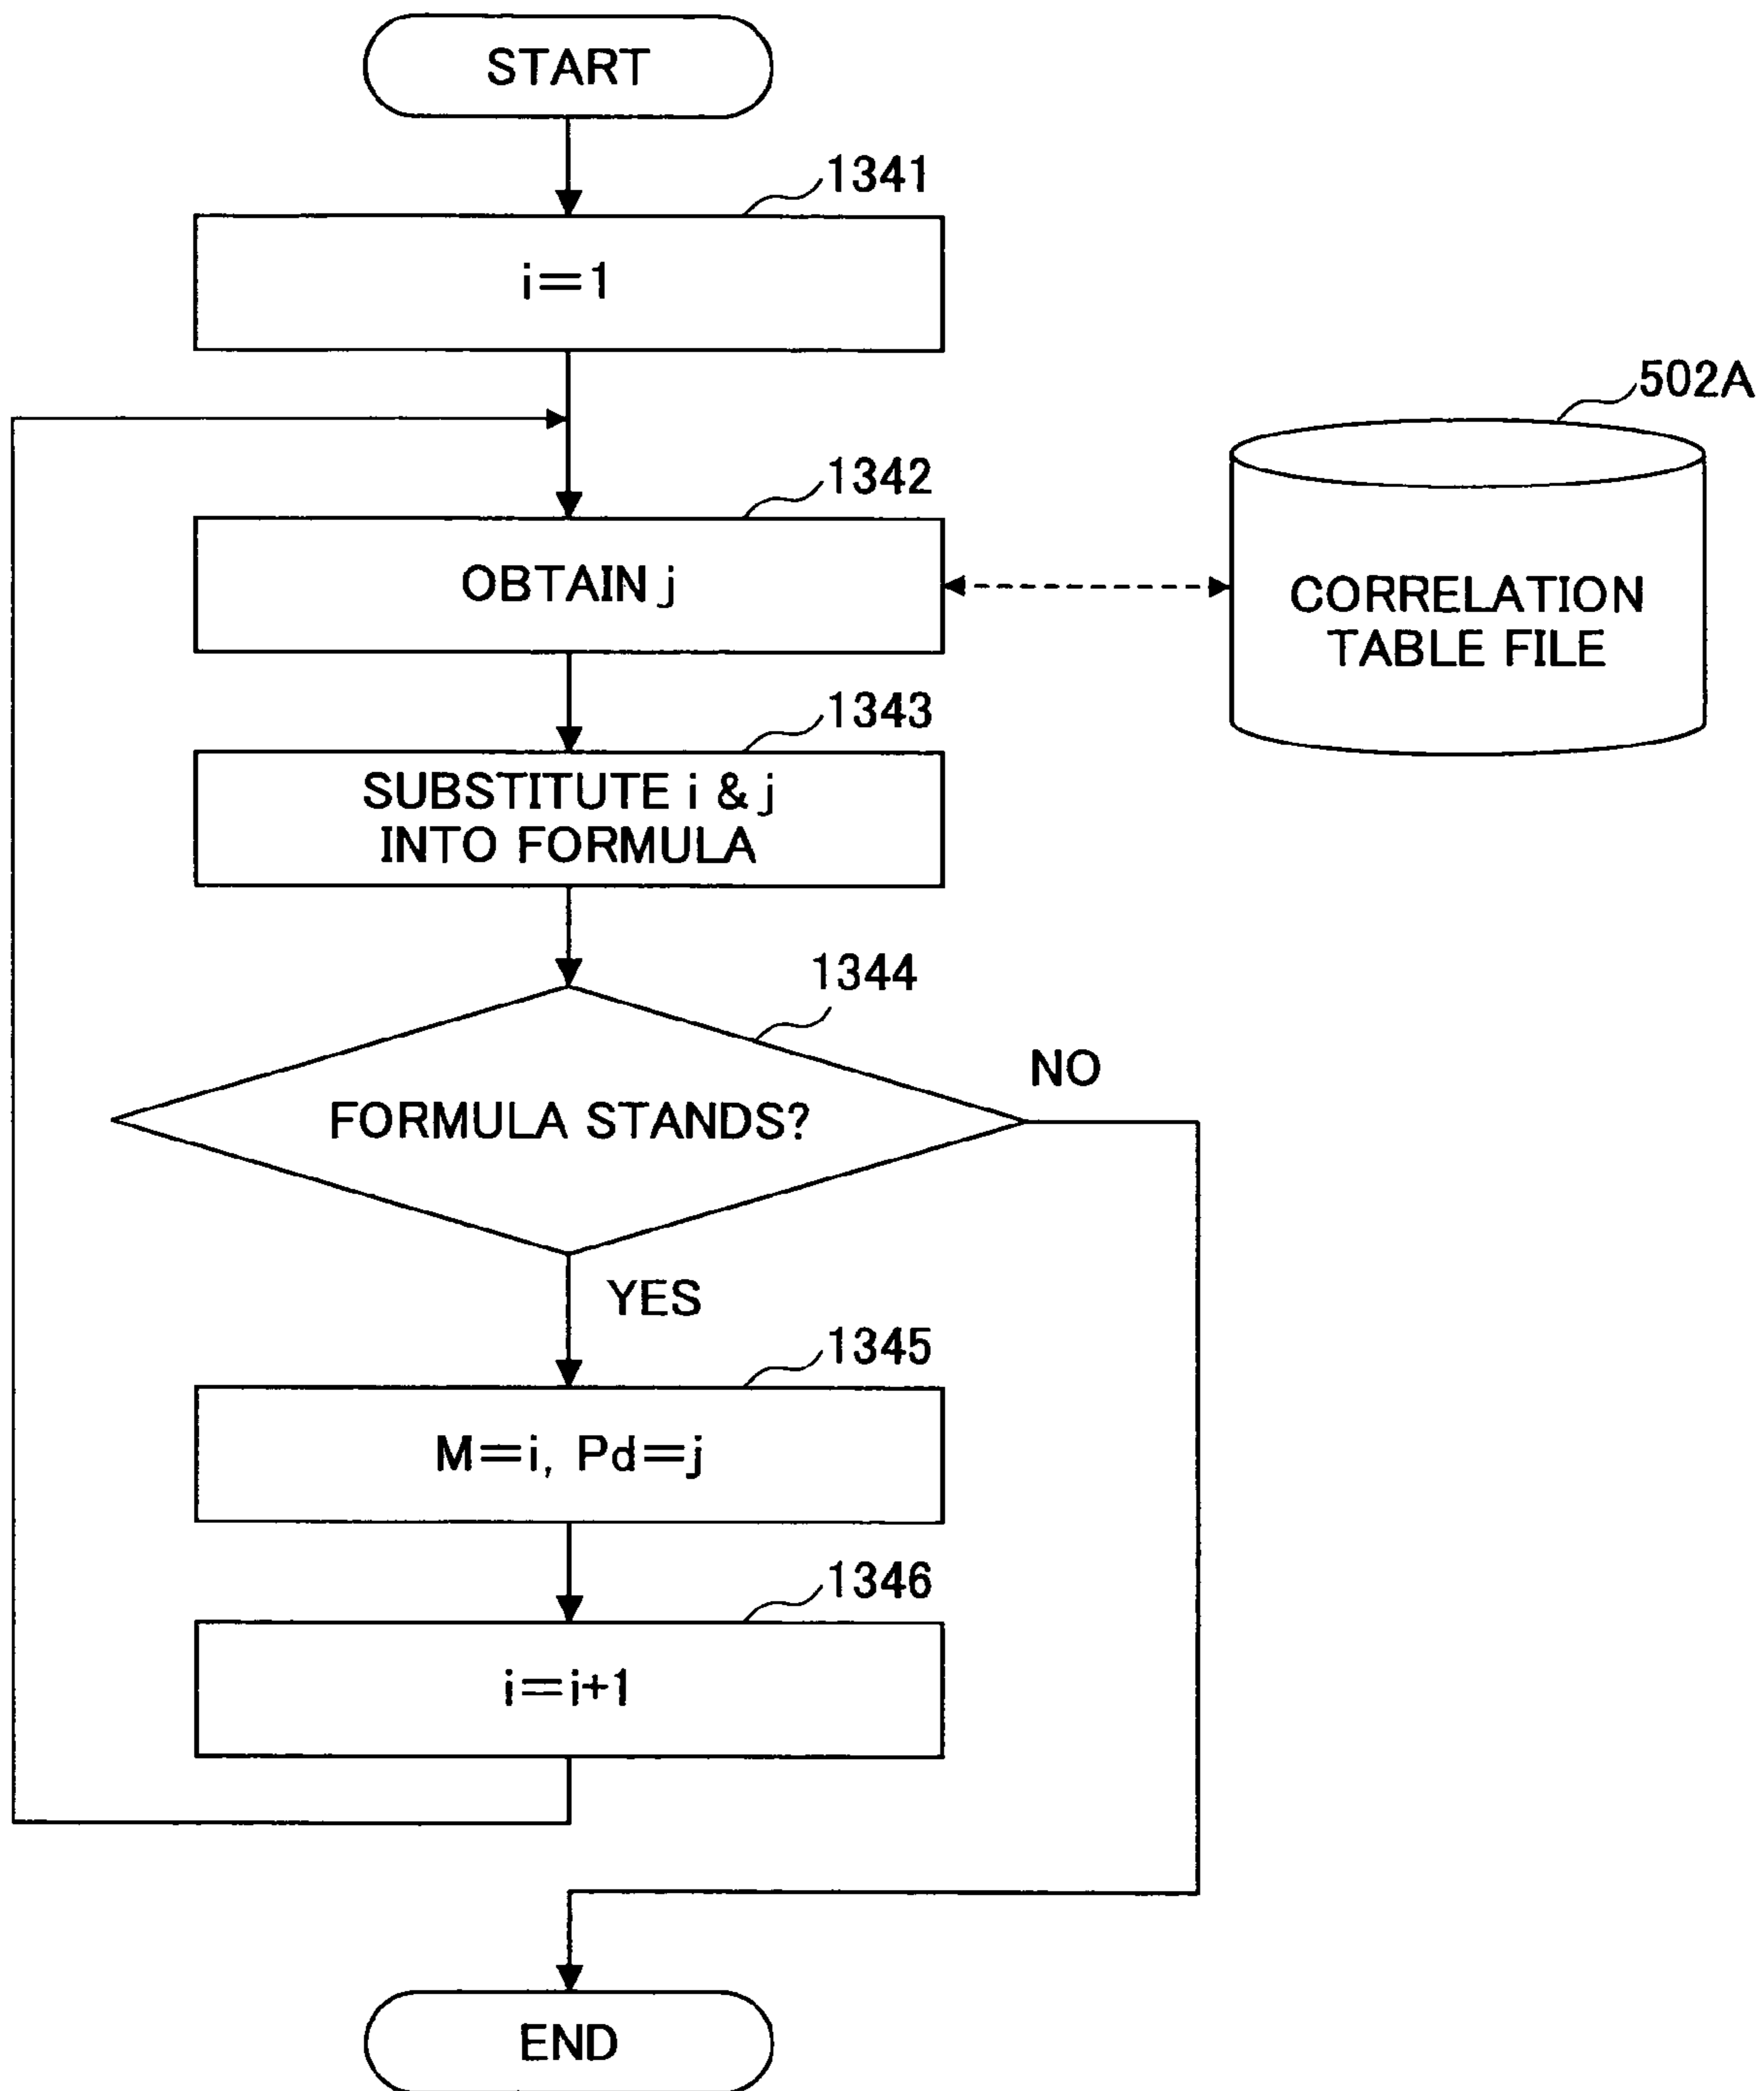 START
1341
i=1
502A
1342
OBTAIN j
CORRELATION
TABLE FILE
1343
SUBSTITUTE i & j
INTO FORMULA
1344
NO
FORMULA STANDS?
YES
1345
M=i, Pd=j
1346
i=i+1
END